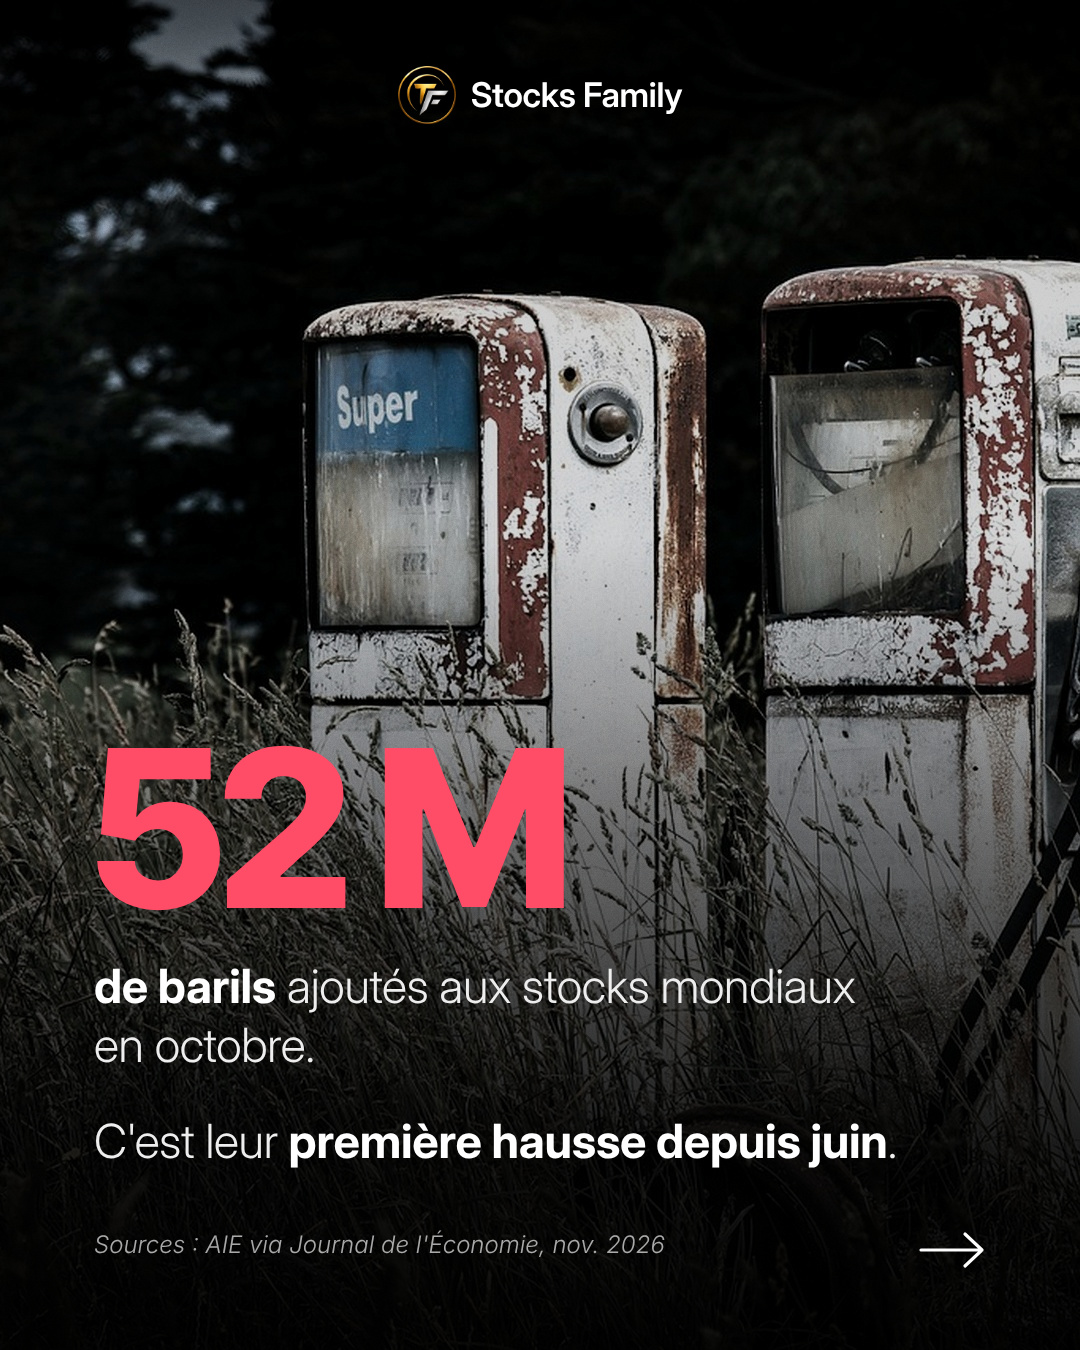 Stocks Family
Super
52 M
de barils ajoutés aux stocks mondiaux
en octobre.
C'est leur première hausse depuis juin.
Sources : AIE via Journal de l'Économie, nov. 2026